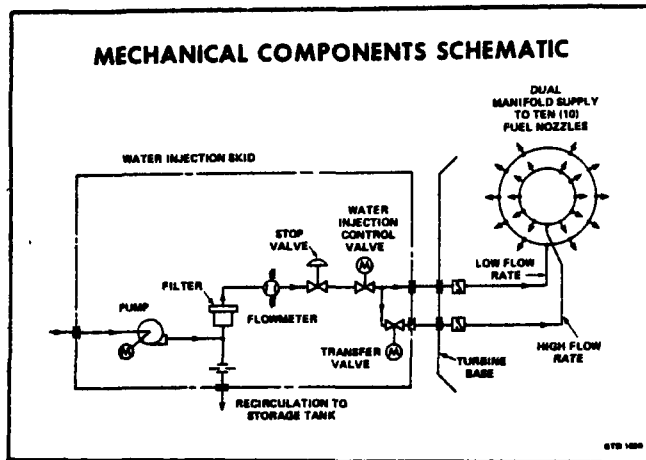 MECHANICAL COMPONENTS SCHEMATIC
DUAL
MANIFOLD SUPPLY
TO TEN (10)
FUEL NOZZLES
WATER INJECTION SKID
WATER
INJECTION
CONTROL
VALVE
STOP
VALVE
M
LOW FLOW
RATE
FILTER
PUMP
FLOWMETER
M
M
TRANSFER
VALVE
TURBINE
BASE
HIGH FLOW
RATE
RECIRCULATION TO
STORAGE TANK